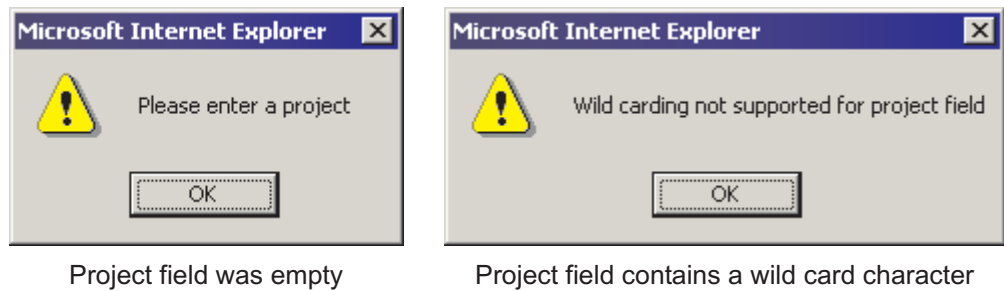 Microsoft Internet Explorer
Please enter a project
OK
Project field was empty
Microsoft Internet Explorer
Wild carding not supported for project field
OK
Project field contains a wild card character